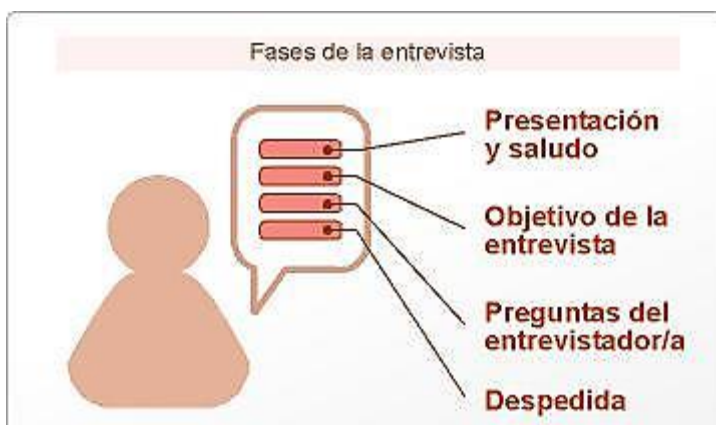 Fases de la entrevista
Presentación
y saludo
Objetivo de la
entrevista
Preguntas del
entrevistador/a
Despedida